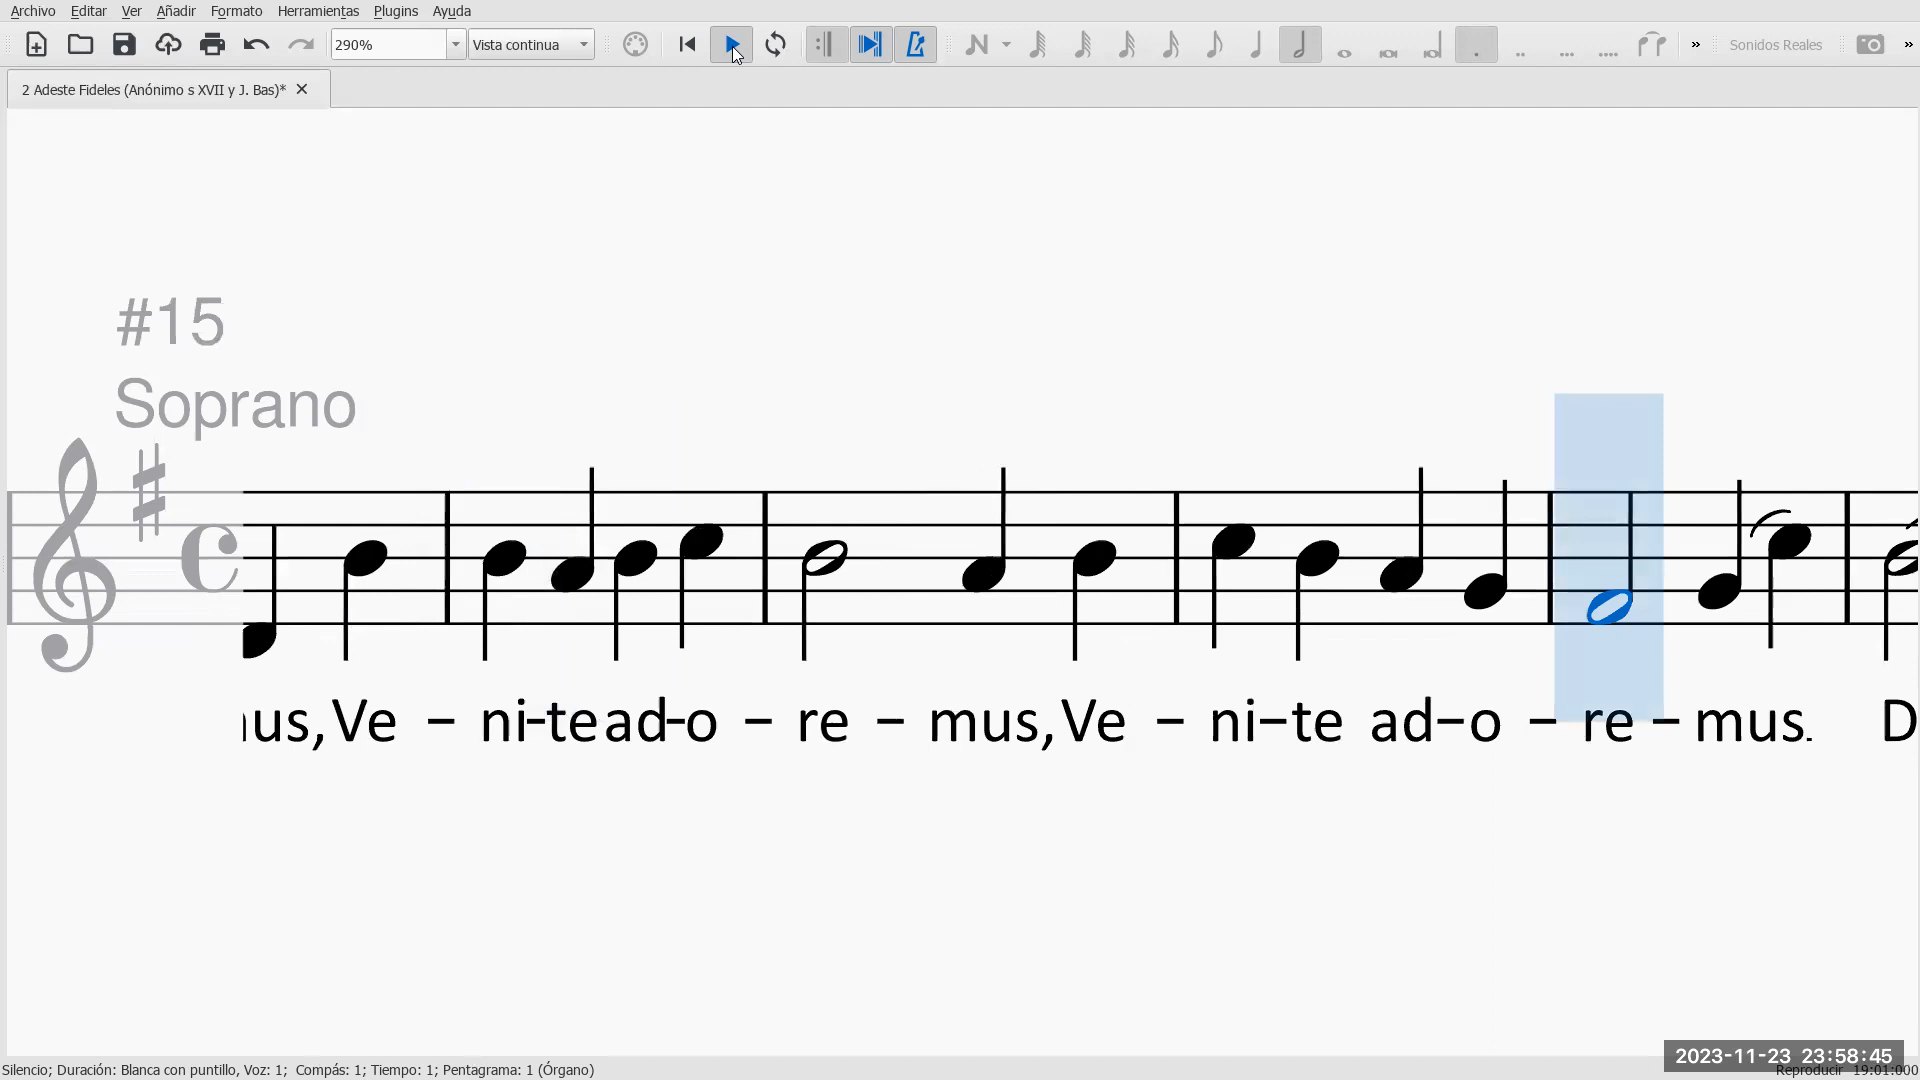 Archivo Editar Ver Añadir Formato Herramientas Plugins Ayuda
290% Vista continua Sonidos Reales
2 Adeste Fideles (Anónimo s XVII y J. Bas)*
#15
Soprano
us, Ve – ni – te ad – o – re – mus, Ve – ni – te ad – o – re – mus. D
2023-11-23 23:58:45
Silencio; Duración: Blanca con puntillo, Voz: 1; Compás: 1; Tiempo: 1; Pentagrama: 1 (Órgano) Reproducir 19:01:000